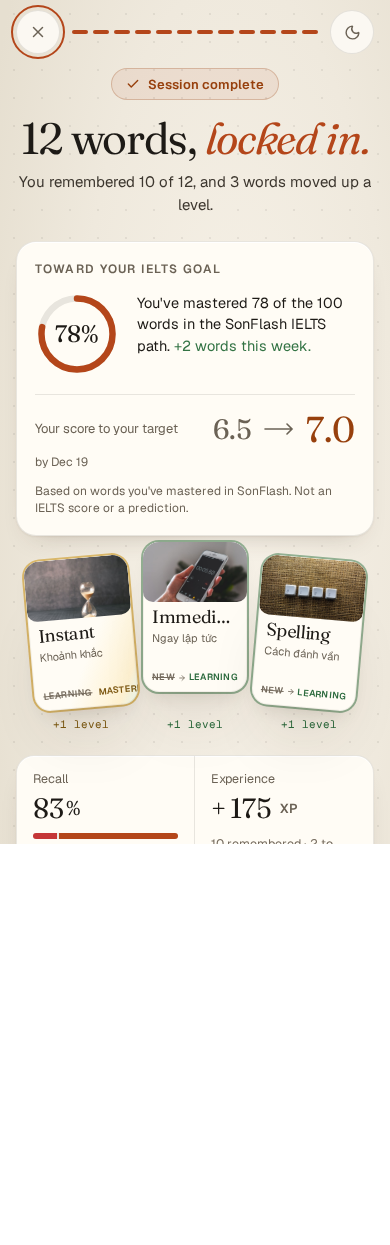 Session complete
12 words, locked in.
You remembered 10 of 12, and 3 words moved up a
level.
TOWARD YOUR IELTS GOAL
78%
You've mastered 78 of the 100
words in the SonFlash IELTS
path. +2 words this week.
Your score to your target
6.5 → 7.0
by Dec 19
Based on words you've mastered in SonFlash. Not an
IELTS score or a prediction.
Instant
Khoảnh khắc
LEARNING
+1 level
Immedi...
Ngay lập tức
NEW → LEARNING
+1 level
Spelling
Cách đánh vần
NEW → LEARNING
+1 level
Recall
83%
Experience
+175 XP